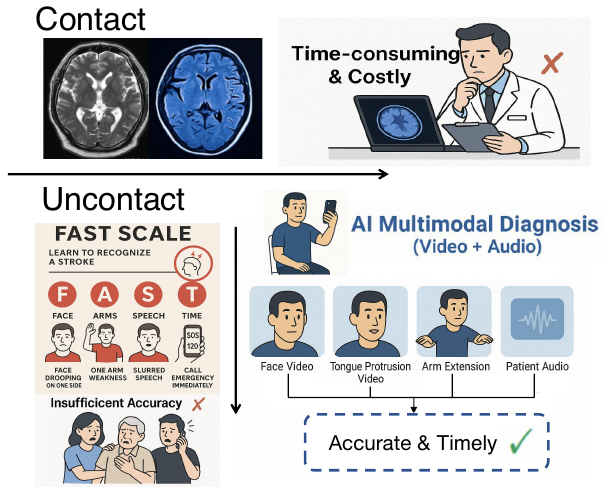 Contact
Time-consuming
& Costly
Uncontact
FAST SCALE
LEARN TO RECOGNIZE
A STROKE
F A S T
FACE ARMS SPEECH TIME
SOS
120
FACE
DROOPING
ON ONE SIDE
ONE ARM
WEAKNESS
SLURRED
SPEECH
CALL
EMERGENCY
IMMEDIATELY
Insufficient Accuracy
AI Multimodal Diagnosis
(Video + Audio)
Face Video
Tongue Protrusion
Video
Arm Extension
Patient Audio
Accurate & Timely